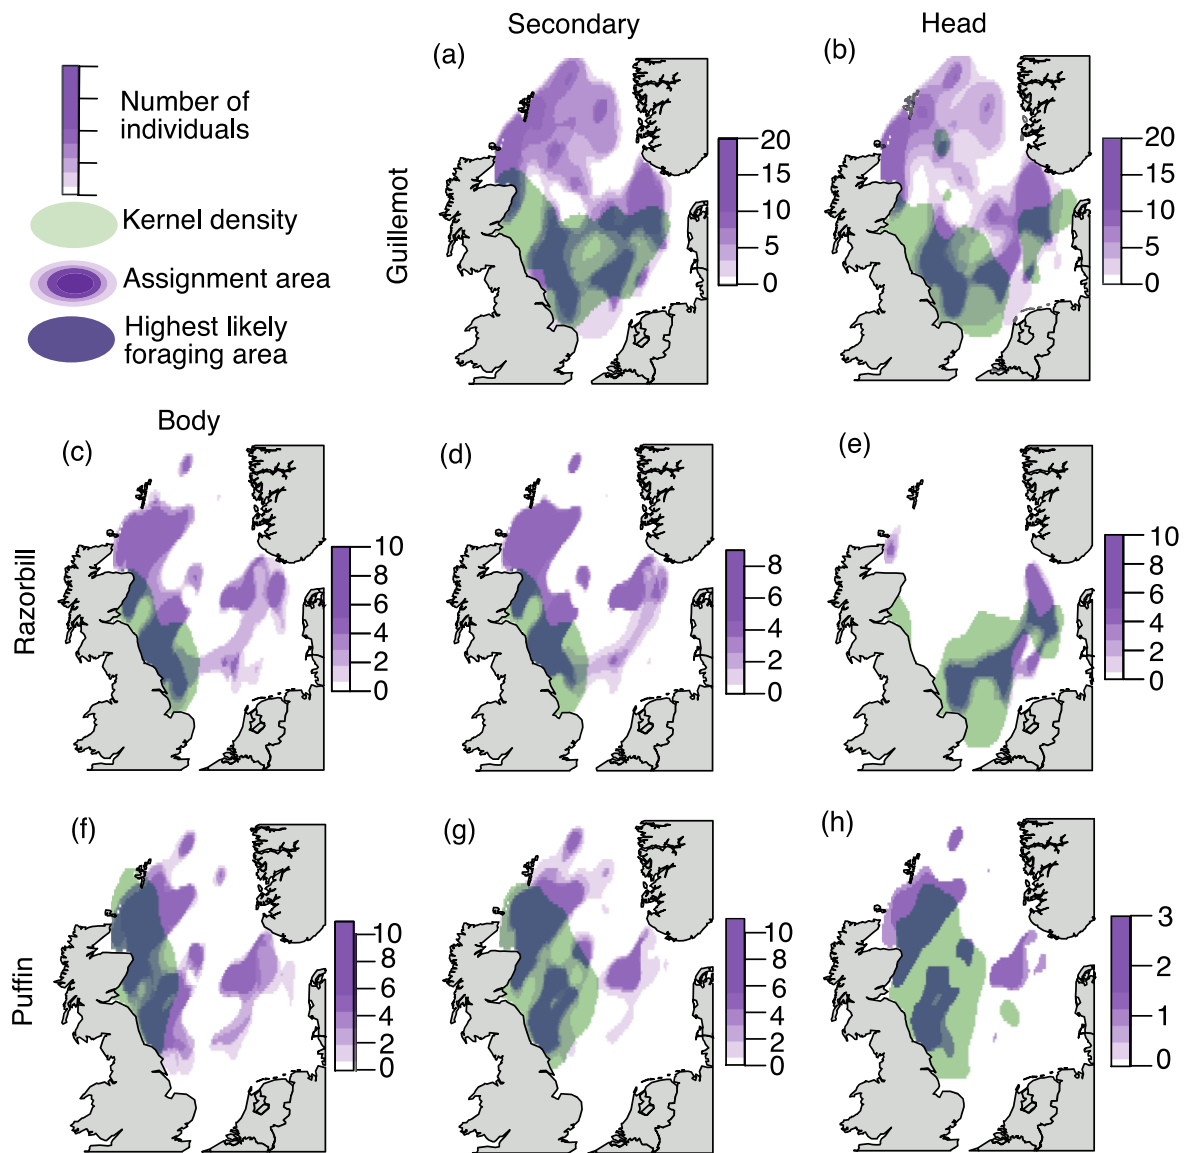 Secondary
Head
(a)
(b)
Number of
individuals
Kernel density
Assignment area
Highest likely
foraging area
Guillemot
20
15
10
5
0
20
15
10
5
0
Body
(c)
(d)
(e)
Razorbill
10
8
6
4
2
0
8
6
4
2
0
10
8
6
4
2
0
(f)
(g)
(h)
Puffin
10
8
6
4
2
0
10
8
6
4
2
0
3
2
1
0